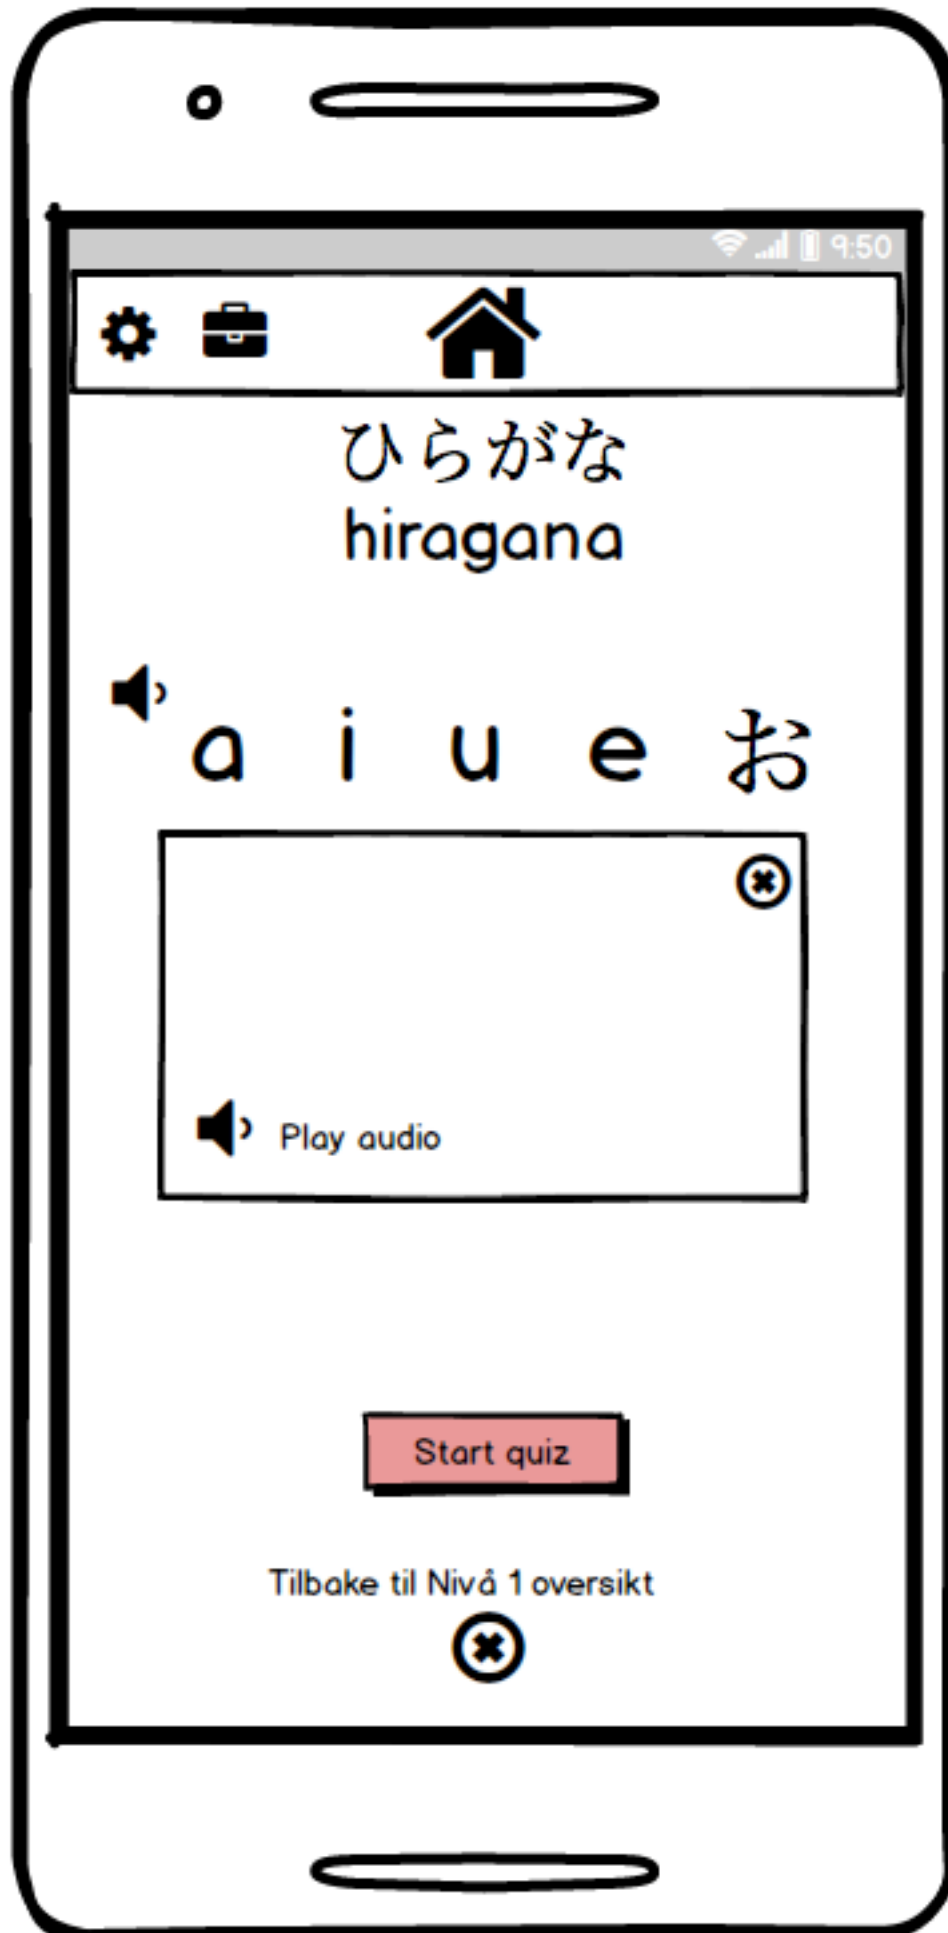 9:50
ひらがな
hiragana
a i u e お
Play audio
Start quiz
Tilbake til Nivå 1 oversikt